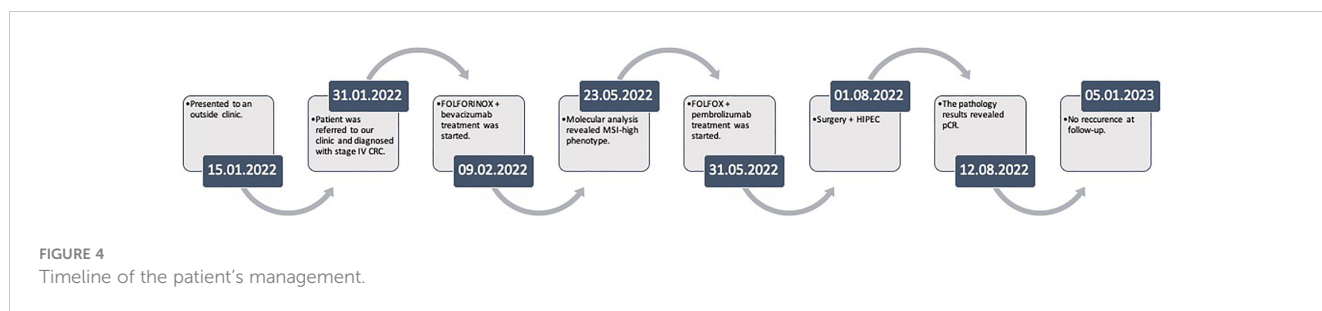 •Presented to an
outside clinic.
15.01.2022
31.01.2022
•Patient was
referred to our
clinic and diagnosed
with stage IV CRC.
•FOLFORINOX +
bevacizumab
treatment was
started.
09.02.2022
23.05.2022
•Molecular analysis
revealed MSI-high
phenotype.
•FOLFOX +
pembrolizumab
treatment was
started.
31.05.2022
01.08.2022
•Surgery + HIPEC
•The pathology
results revealed
pCR.
12.08.2022
05.01.2023
•No reccurence at
follow-up.
FIGURE 4
Timeline of the patient’s management.